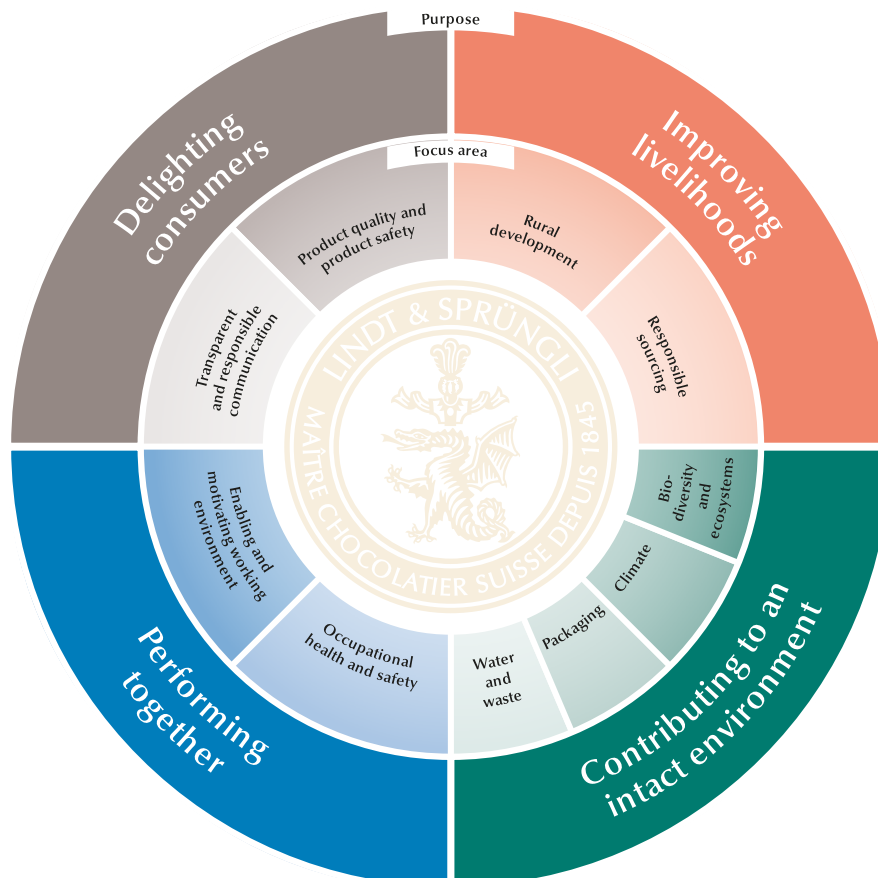 Purpose
Delighting
consumers
Improving
livelihoods
Focus area
Product quality and
product safety
Rural
development
Transparent
and responsible
communication
Responsible
sourcing
LINDT & SPRÜNGLI
MAÎTRE CHOCOLATIER SUISSE DEPUIS 1845
Enabling and
motivating working
environment
Bio-
diversity
and
ecosystems
Climate
Occupational
health and safety
Packaging
Water
and
waste
Performing
together
Contributing to an
intact environment